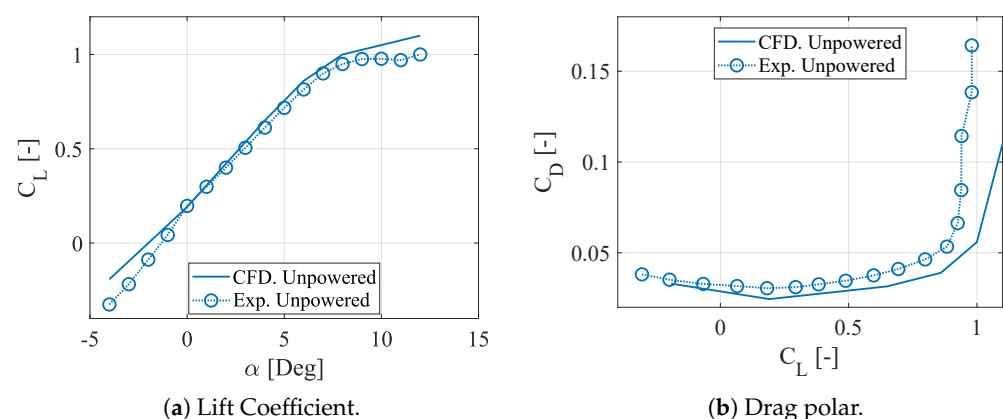 1
0.5
0
C_L [-]
-5
0
5
10
15
α [Deg]
CFD. Unpowered
Exp. Unpowered
(a) Lift Coefficient.
0.15
0.1
0.05
C_D [-]
0
0.5
1
C_L [-]
CFD. Unpowered
Exp. Unpowered
(b) Drag polar.